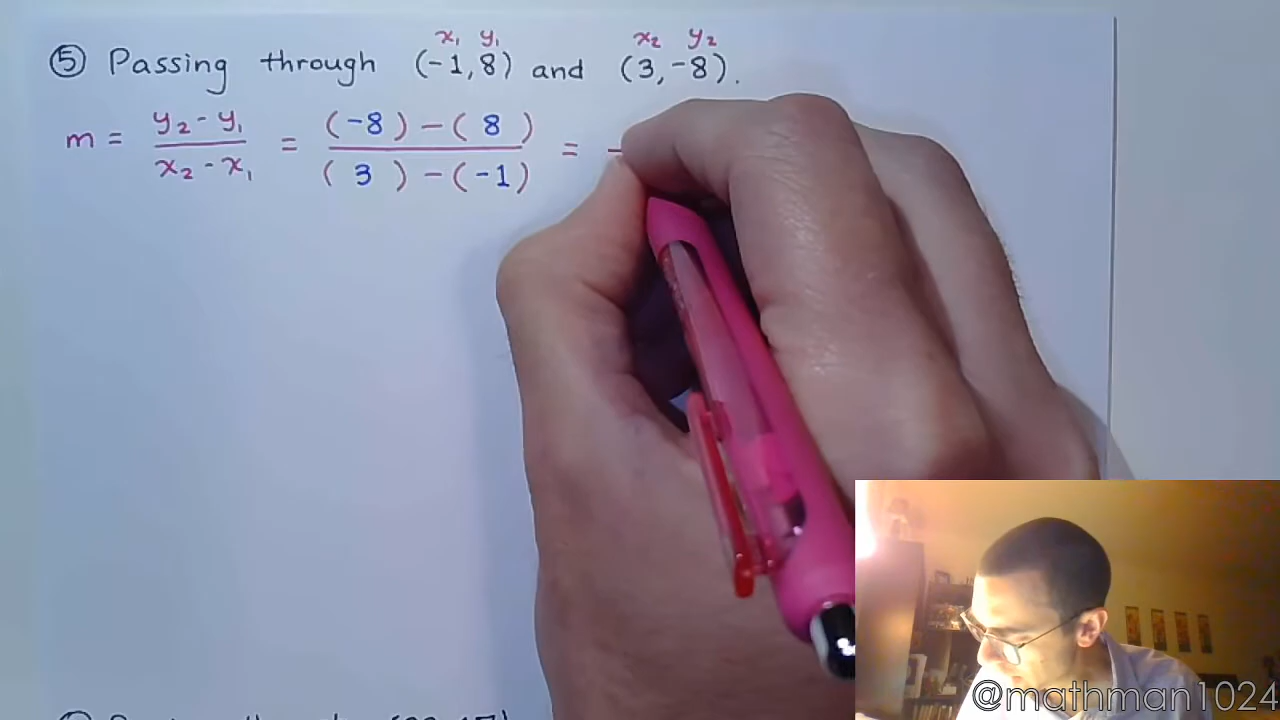 x₁ y₁ x₂ y₂
⑤ Passing through (-1,8) and (3,-8).
m = y₂-y₁ / x₂-x₁ = (-8)-(8) / (3)-(-1) =
@mathman1024